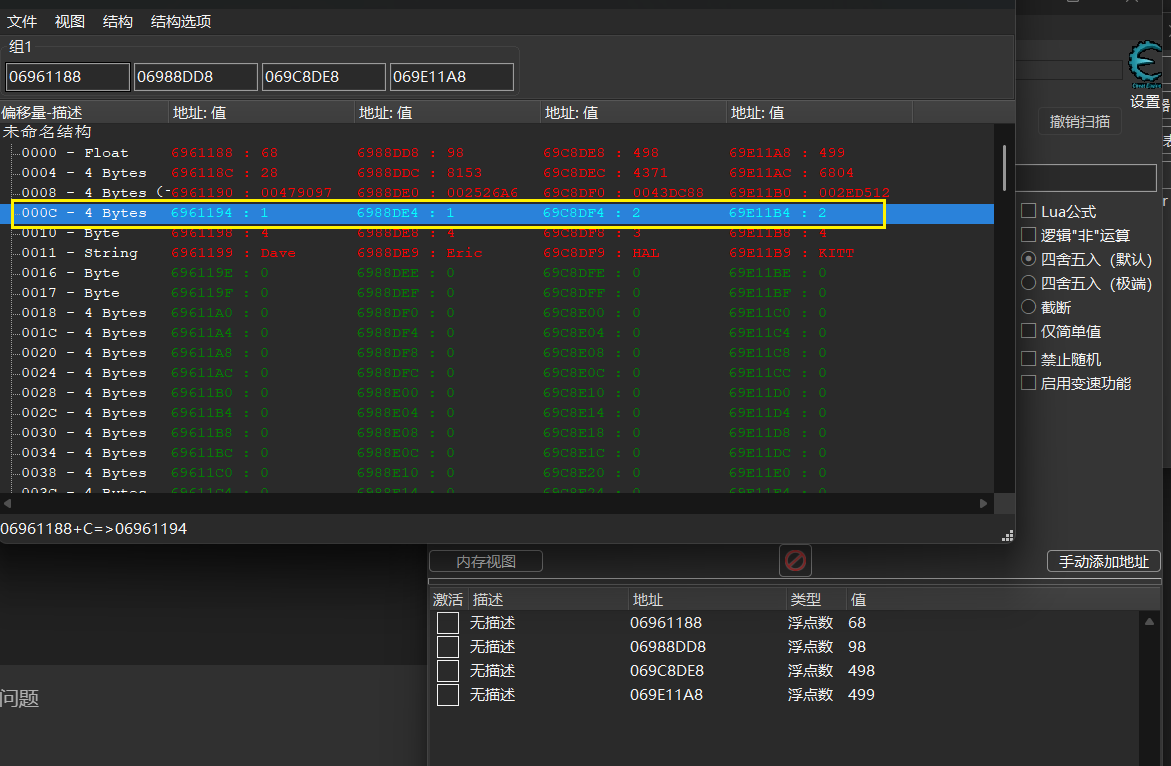 文件 视图 结构 结构选项
组1
06961188 06988DD8 069C8DE8 069E11A8
偏移量-描述 地址: 值 地址: 值 地址: 值 地址: 值
未命名结构
0000 - Float 6961188 : 68 6988DD8 : 98 69C8DE8 : 498 69E11A8 : 499
0004 - 4 Bytes 696118C : 28 6988DDC : 8153 69C8DEC : 4371 69E11AC : 6804
0008 - 4 Bytes (- 6961190 : 00479097 6988DE0 : 002526A6 69C8DF0 : 0043DC88 69E11B0 : 002ED512
000C - 4 Bytes 6961194 : 1 6988DE4 : 1 69C8DF4 : 2 69E11B4 : 2
0010 - Byte 6961198 : 4 6988DE8 : 4 69C8DF8 : 3 69E11B8 : 4
0011 - String 6961199 : Dave 6988DE9 : Eric 69C8DF9 : HAL 69E11B9 : KITT
0016 - Byte 696119E : 0 6988DEE : 0 69C8DFE : 0 69E11BE : 0
0017 - Byte 696119F : 0 6988DEF : 0 69C8DFF : 0 69E11BF : 0
0018 - 4 Bytes 69611A0 : 0 6988DF0 : 0 69C8E00 : 0 69E11C0 : 0
001C - 4 Bytes 69611A4 : 0 6988DF4 : 0 69C8E04 : 0 69E11C4 : 0
0020 - 4 Bytes 69611A8 : 0 6988DF8 : 0 69C8E08 : 0 69E11C8 : 0
0024 - 4 Bytes 69611AC : 0 6988DFC : 0 69C8E0C : 0 69E11CC : 0
0028 - 4 Bytes 69611B0 : 0 6988E00 : 0 69C8E10 : 0 69E11D0 : 0
002C - 4 Bytes 69611B4 : 0 6988E04 : 0 69C8E14 : 0 69E11D4 : 0
0030 - 4 Bytes 69611B8 : 0 6988E08 : 0 69C8E18 : 0 69E11D8 : 0
0034 - 4 Bytes 69611BC : 0 6988E0C : 0 69C8E1C : 0 69E11DC : 0
0038 - 4 Bytes 69611C0 : 0 6988E10 : 0 69C8E20 : 0 69E11E0 : 0
003C - 4 Bytes 69611C4 : 0 6988E14 : 0 69C8E24 : 0 69E11E4 : 0
06961188+C=>06961194
设置
撤销扫描
Lua公式
逻辑"非"运算
四舍五入 (默认)
四舍五入 (极端)
截断
仅简单值
禁止随机
启用变速功能
内存视图 手动添加地址
激活 描述 地址 类型 值
无描述 06961188 浮点数 68
无描述 06988DD8 浮点数 98
无描述 069C8DE8 浮点数 498
无描述 069E11A8 浮点数 499
问题